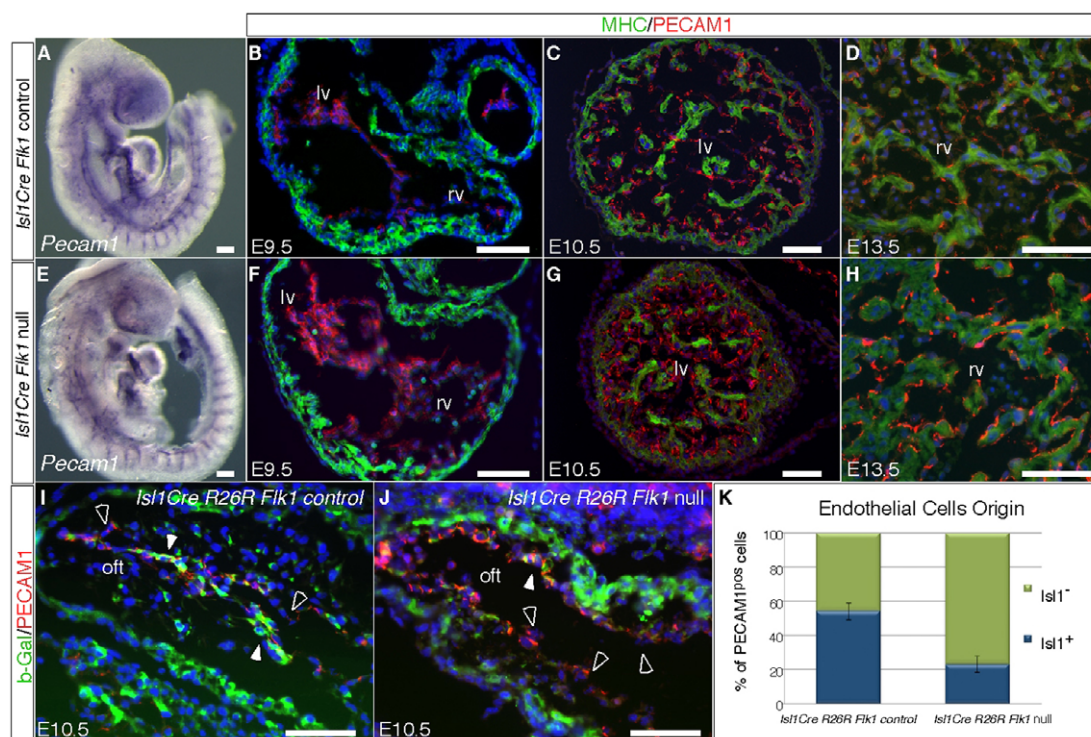 MHC/PECAM1
Isl1Cre Flk1 control
A
Pecam1
B
lv
rv
E9.5
C
lv
E10.5
D
rv
E13.5
Isl1Cre Flk1 null
E
Pecam1
F
lv
rv
E9.5
G
lv
E10.5
H
rv
E13.5
b-Gal/PECAM1
I
Isl1Cre R26R Flk1 control
oft
E10.5
J
Isl1Cre R26R Flk1 null
oft
E10.5
K
Endothelial Cells Origin
% of PECAM1pos cells
100
80
60
40
20
0
Isl1-
Isl1+
Isl1Cre R26R Flk1 control
Isl1Cre R26R Flk1 null